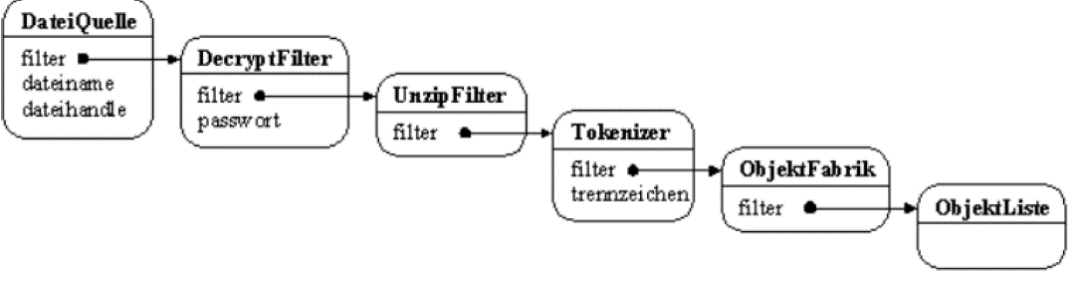 DateiQuelle
filter
dateiname
dateihandle
DecryptFilter
filter
passwort
UnzipFilter
filter
Tokenizer
filter
trennzeichen
ObjektFabrik
filter
ObjektListe